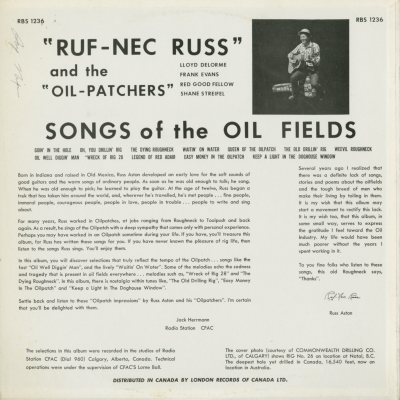 RBS 1236
RBS 1236
"RUF-NEC RUSS"
and the
"OIL-PATCHERS"
LLOYD DELORME
FRANK EVANS
RED GOOD FELLOW
SHANE STREIFEL
SONGS of the OIL FIELDS
GOIN' IN THE HOLE OIL, YOU DRILLIN' RIG THE DYING ROUGHNECK WAITIN' ON WATER QUEEN OF THE OILPATCH THE OLD DRILLIN' RIG WEEVIL ROUGHNECK
OIL WELL DIGGIN' MAN "WRECK OF RIG 20 LEGEND OF RED ADAIR EASY MONEY IN THE OILPATCH KEEP A LIGHT IN THE DOGHOUSE WINDOW
Born in Indiana and raised in Old Mexico, Russ Aston developed an early love for the soft sounds of
good guitars and the warm sounds of good people. As soon as he was old enough to talk; he sang.
When he was old enough to pick; he learned to play the guitar. At the age of twelve, Russ began a
trek that has taken him around the world, and, wherever he's travelled, he's met people . . . fine people,
immoral people, courageous people, people in love, people in trouble . . . people to write and sing
about.
For many years, Russ worked in Oilpatches, at jobs ranging from Roughneck to Toolpush and back
again. As a result, he sings of the Oilpatch with a deep sympathy that comes only with personal experience.
Perhaps you may have worked in an Oilpatch sometime during your life. If you have, you'll treasure this
album, for Russ has written these songs for you. If you have never known the pleasure of rig life, then
listen to the songs Russ sings. You'll enjoy them.
In this album, you will discover selections that truly reflect the tempo of the Oilpatch . . . songs like the
fast "Oil Well Diggin' Man", and the lively "Waitin' On Water". Some of the melodies echo the sadness
and tragedy that is present in all fields everywhere . . . melodies such as, "Wreck of Rig 28" and "The
Dying Roughneck". In this album, there is nostalgia within tunes like, "The Old Drilling Rig", "Easy Money
In The Oilpatch" and "Keep a Light In The Doghouse Window".
Settle back and listen to these "Oilpatch impressions" by Russ Aston and his "Oilpatchers". I'm certain
that you'll be delighted with them.
Jack Herrmann
Radio Station CFAC
Several years ago I realized that
there was a definite lack of songs,
stories and poems about the oilfields
and the tough breed of men who
make their living by toiling in them.
It is my wish that this album may
start a movement to rectify this lack.
It is my wish too, that this album, in
some small way, serves to express
the gratitude I feel toward the Oil
Industry. My life would have been
much poorer without the years I
spent working in it.
To you fine folks who listen to these
songs, this old Roughneck says,
"Thanks".
Russ Aston
The selections in this album were recorded in the studios of Radio
Station CFAC (Dial 960) Calgary, Alberta, Canada. Technical
operations were under the supervision of CFAC'S Lorne Ball.
The cover photo (courtesy of COMMONWEALTH DRILLING CO.
LTD., of CALGARY) shows RIG No. 26 on location at Hatal, B.C.
The deepest hole yet drilled in Canada, 16,540 feet, now on
location in Australia.
DISTRIBUTED IN CANADA BY LONDON RECORDS OF CANADA LTD.